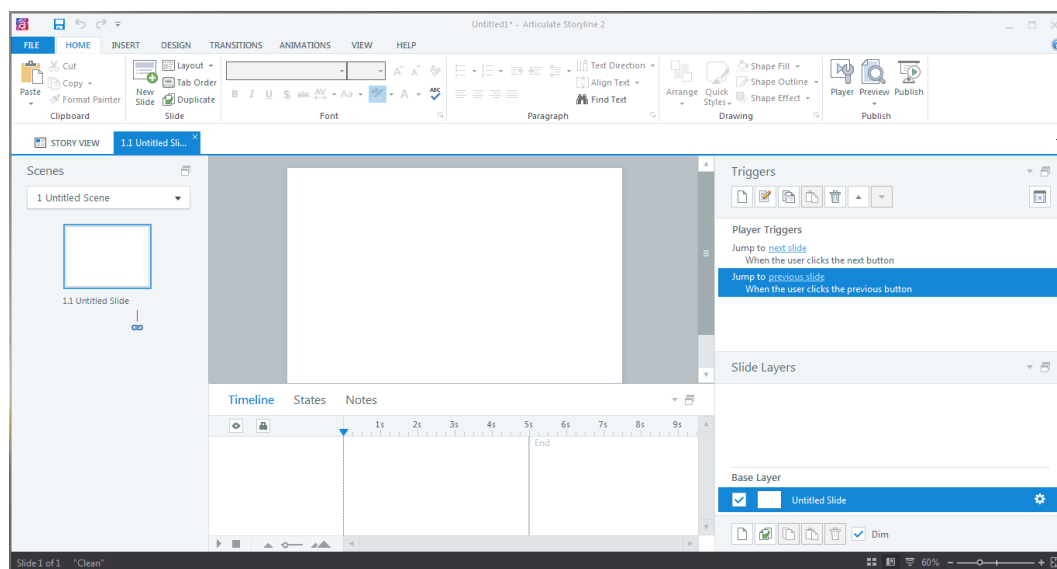 Untitled1* - Articulate Storyline 2
FILE HOME INSERT DESIGN TRANSITIONS ANIMATIONS VIEW HELP
Paste
Cut
Copy
Format Painter
Clipboard
New Slide
Layout
Tab Order
Duplicate
Slide
B I U S abc AV Aa A ABC
Font
Text Direction
Align Text
Find Text
Paragraph
Arrange
Quick Styles
Shape Fill
Shape Outline
Shape Effect
Drawing
Player Preview Publish
Publish
STORY VIEW 1.1 Untitled Sli...
Scenes
1 Untitled Scene
1.1 Untitled Slide
Timeline States Notes
1s 2s 3s 4s 5s 6s 7s 8s 9s
End
Triggers
Player Triggers
Jump to next slide
When the user clicks the next button
Jump to previous slide
When the user clicks the previous button
Slide Layers
Base Layer
Untitled Slide
Dim
Slide 1 of 1 "Clean" 60%